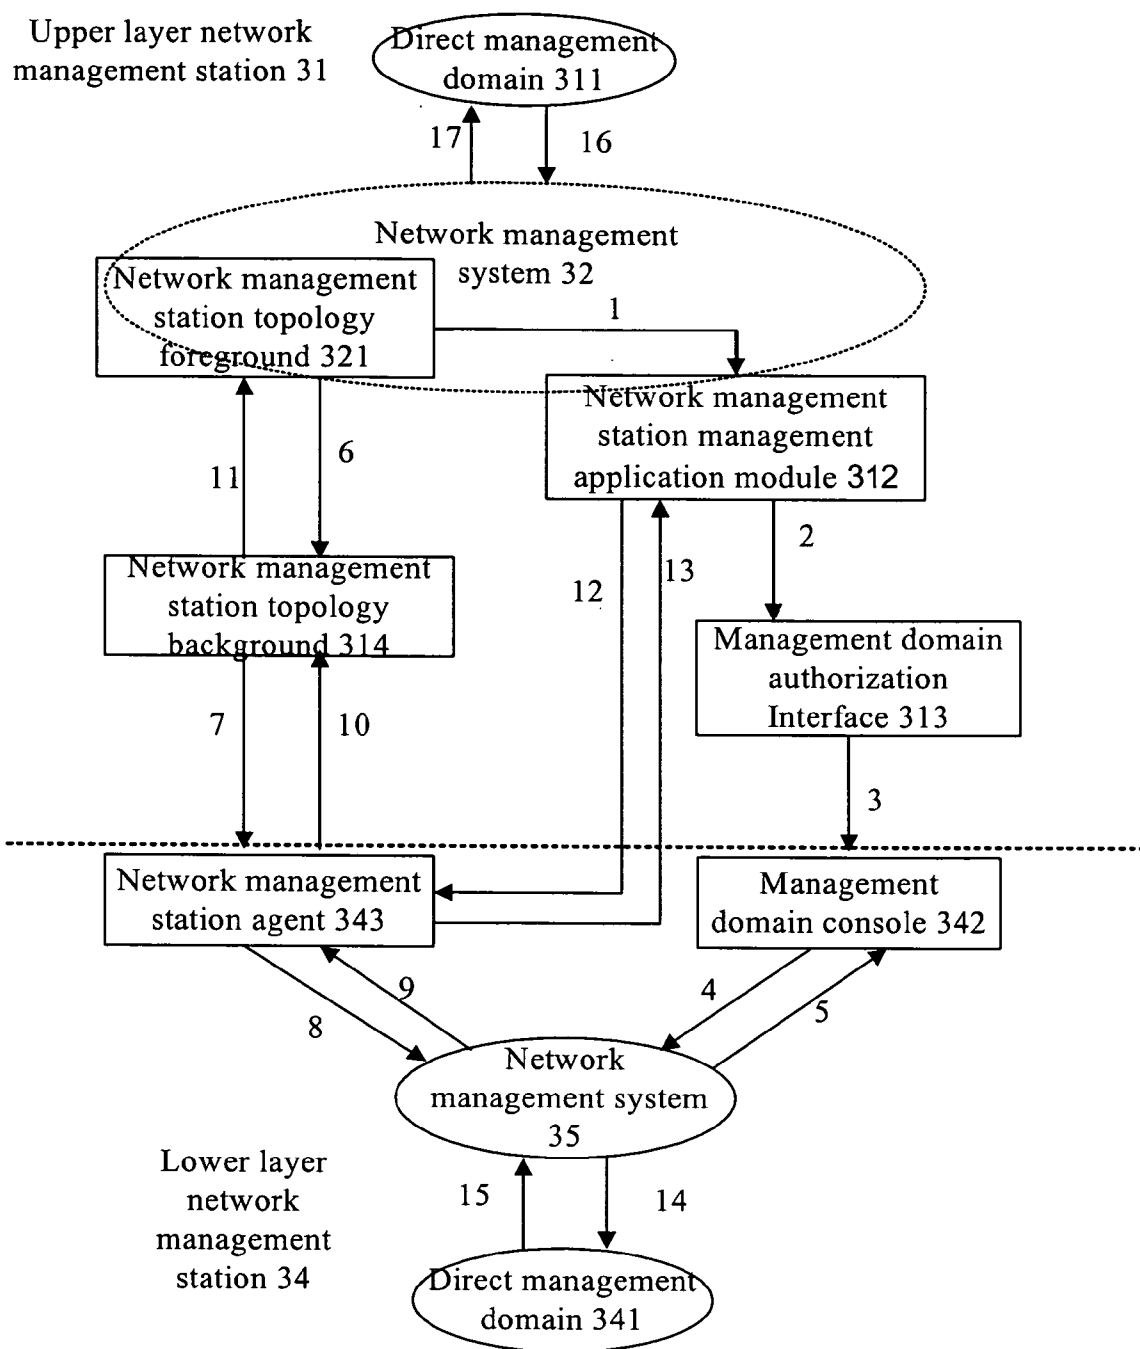 Upper layer network
management station 31
Direct management
domain 311
17
16
Network management
system 32
Network management
station topology
foreground 321
1
Network management
station management
application module 312
11
6
2
12
13
Network management
station topology
background 314
Management domain
authorization
Interface 313
7
10
3
Network management
station agent 343
Management
domain console 342
9
4
8
5
Network
management system
35
Lower layer
network
management
station 34
15
14
Direct management
domain 341